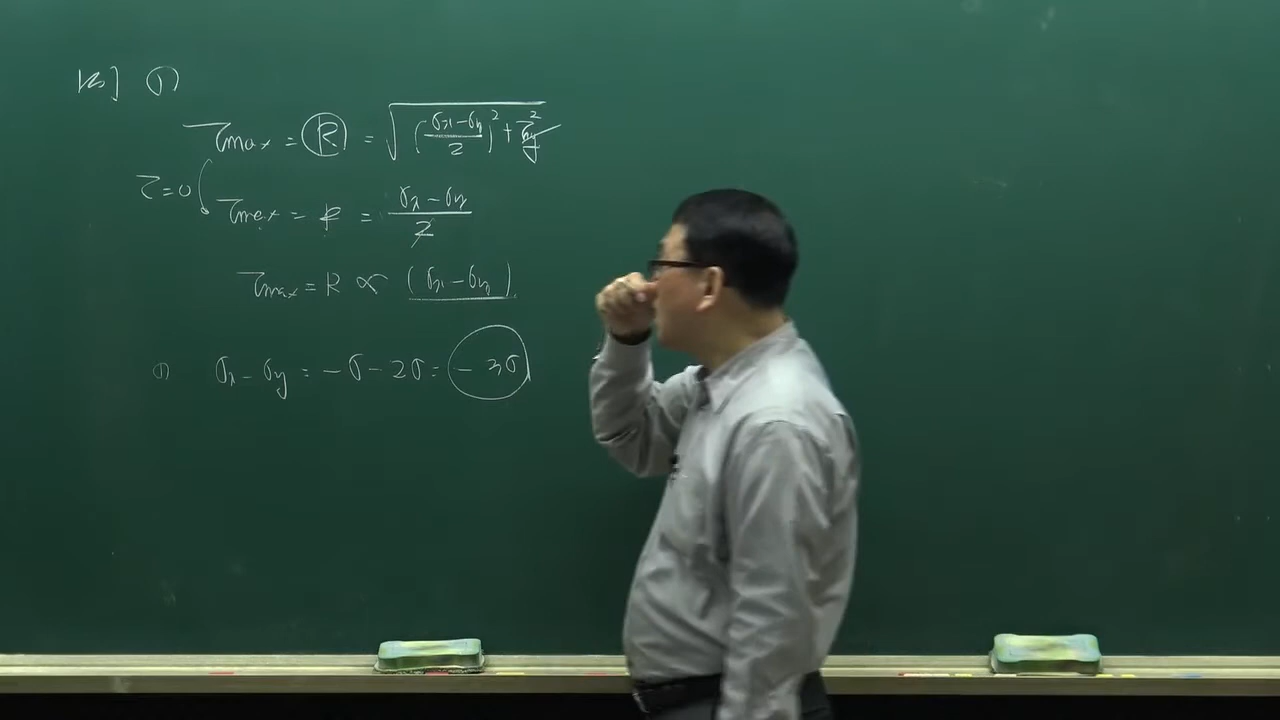 ①
τmax = R = √((σx − σy)/2)² + τxy²
τ=0
τmax = R = (σx − σy)/2
τmax = R ∝ (σx − σy)
① σx − σy = −σ − 2σ = −3σ